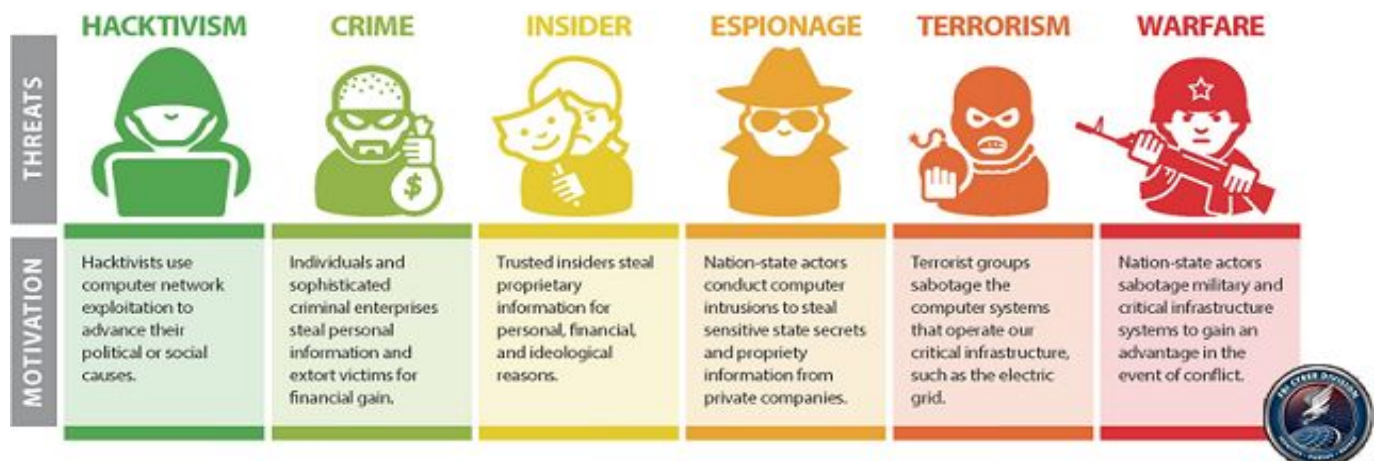 HACKTIVISM
CRIME
INSIDER
ESPIONAGE
TERRORISM
WARFARE
THREATS
$
MOTIVATION
Hacktivists use
computer network
exploitation to
advance their
political or social
causes.
Individuals and
sophisticated
criminal enterprises
steal personal
information and
extort victims for
financial gain.
Trusted insiders steal
proprietary
information for
personal, financial,
and ideological
reasons.
Nation-state actors
conduct computer
intrusions to steal
sensitive state secrets
and propriety
information from
private companies.
Terrorist groups
sabotage the
computer systems
that operate our
critical infrastructure,
such as the electric
grid.
Nation-state actors
sabotage military and
critical infrastructure
systems to gain an
advantage in the
event of conflict.
FBI CYBER DIVISION